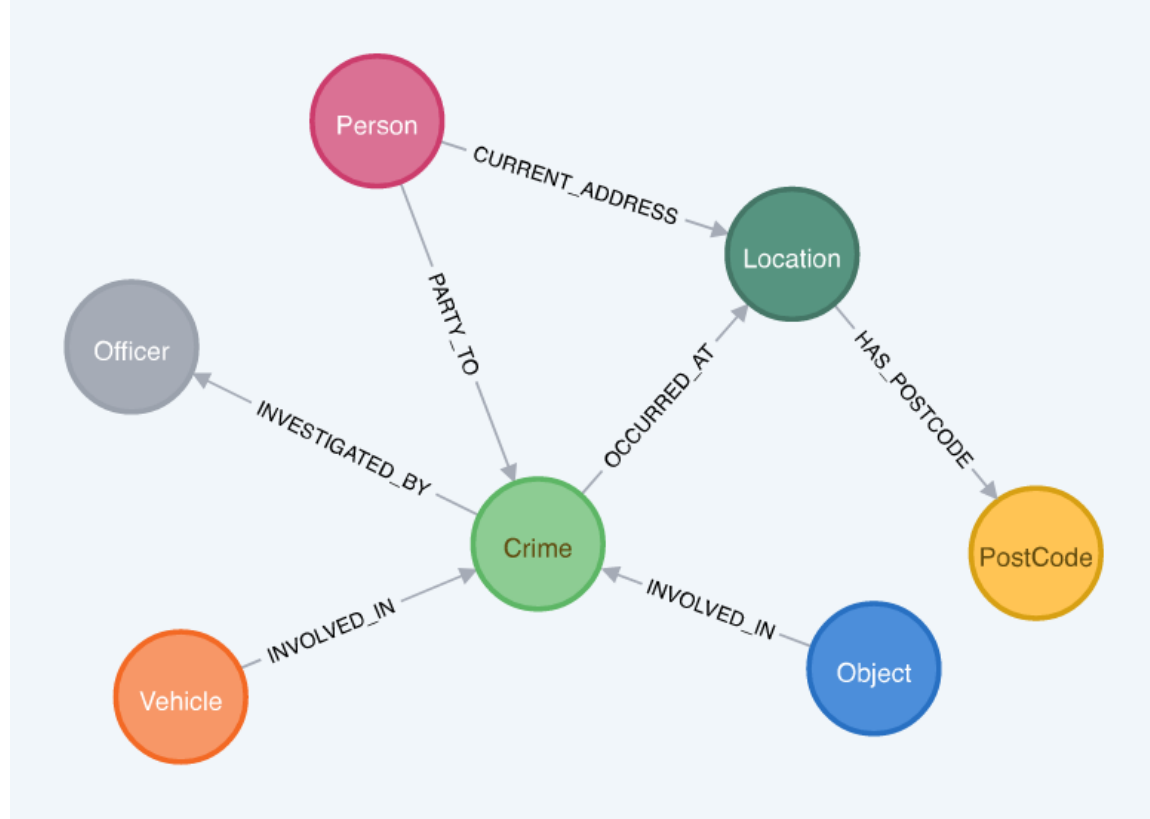 Person
CURRENT_ADDRESS
Location
PARTY_TO
Officer
INVESTIGATED_BY
OCCURRED_AT
HAS_POSTCODE
Crime
PostCode
INVOLVED_IN
INVOLVED_IN
Vehicle
Object